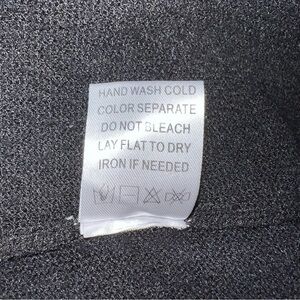 HAND WASH COLD
COLOR SEPARATE
DO NOT BLEACH
LAY FLAT TO DRY
IRON IF NEEDED